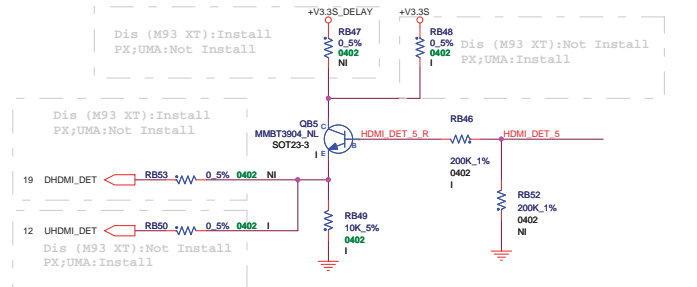 +V3.3S_DELAY
+V3.3S
Dis (M93 XT):Install
PX;UMA:Not Install
RB47
0_5%
0402
NI
RB48
0_5%
0402
I
Dis (M93 XT):Not Install
PX;UMA:Install
Dis (M93 XT):Install
PX;UMA:Not Install
QB5
MMBT3904_NL
SOT23-3
I
C
B
E
HDMI_DET_5_R
RB46
200K_1%
0402
I
HDMI_DET_5
19 DHDMI_DET RB53 0_5% 0402 NI
12 UHDMI_DET RB50 0_5% 0402 I
Dis (M93 XT):Not Install
PX;UMA:Install
RB49
10K_5%
0402
I
RB52
200K_1%
0402
NI